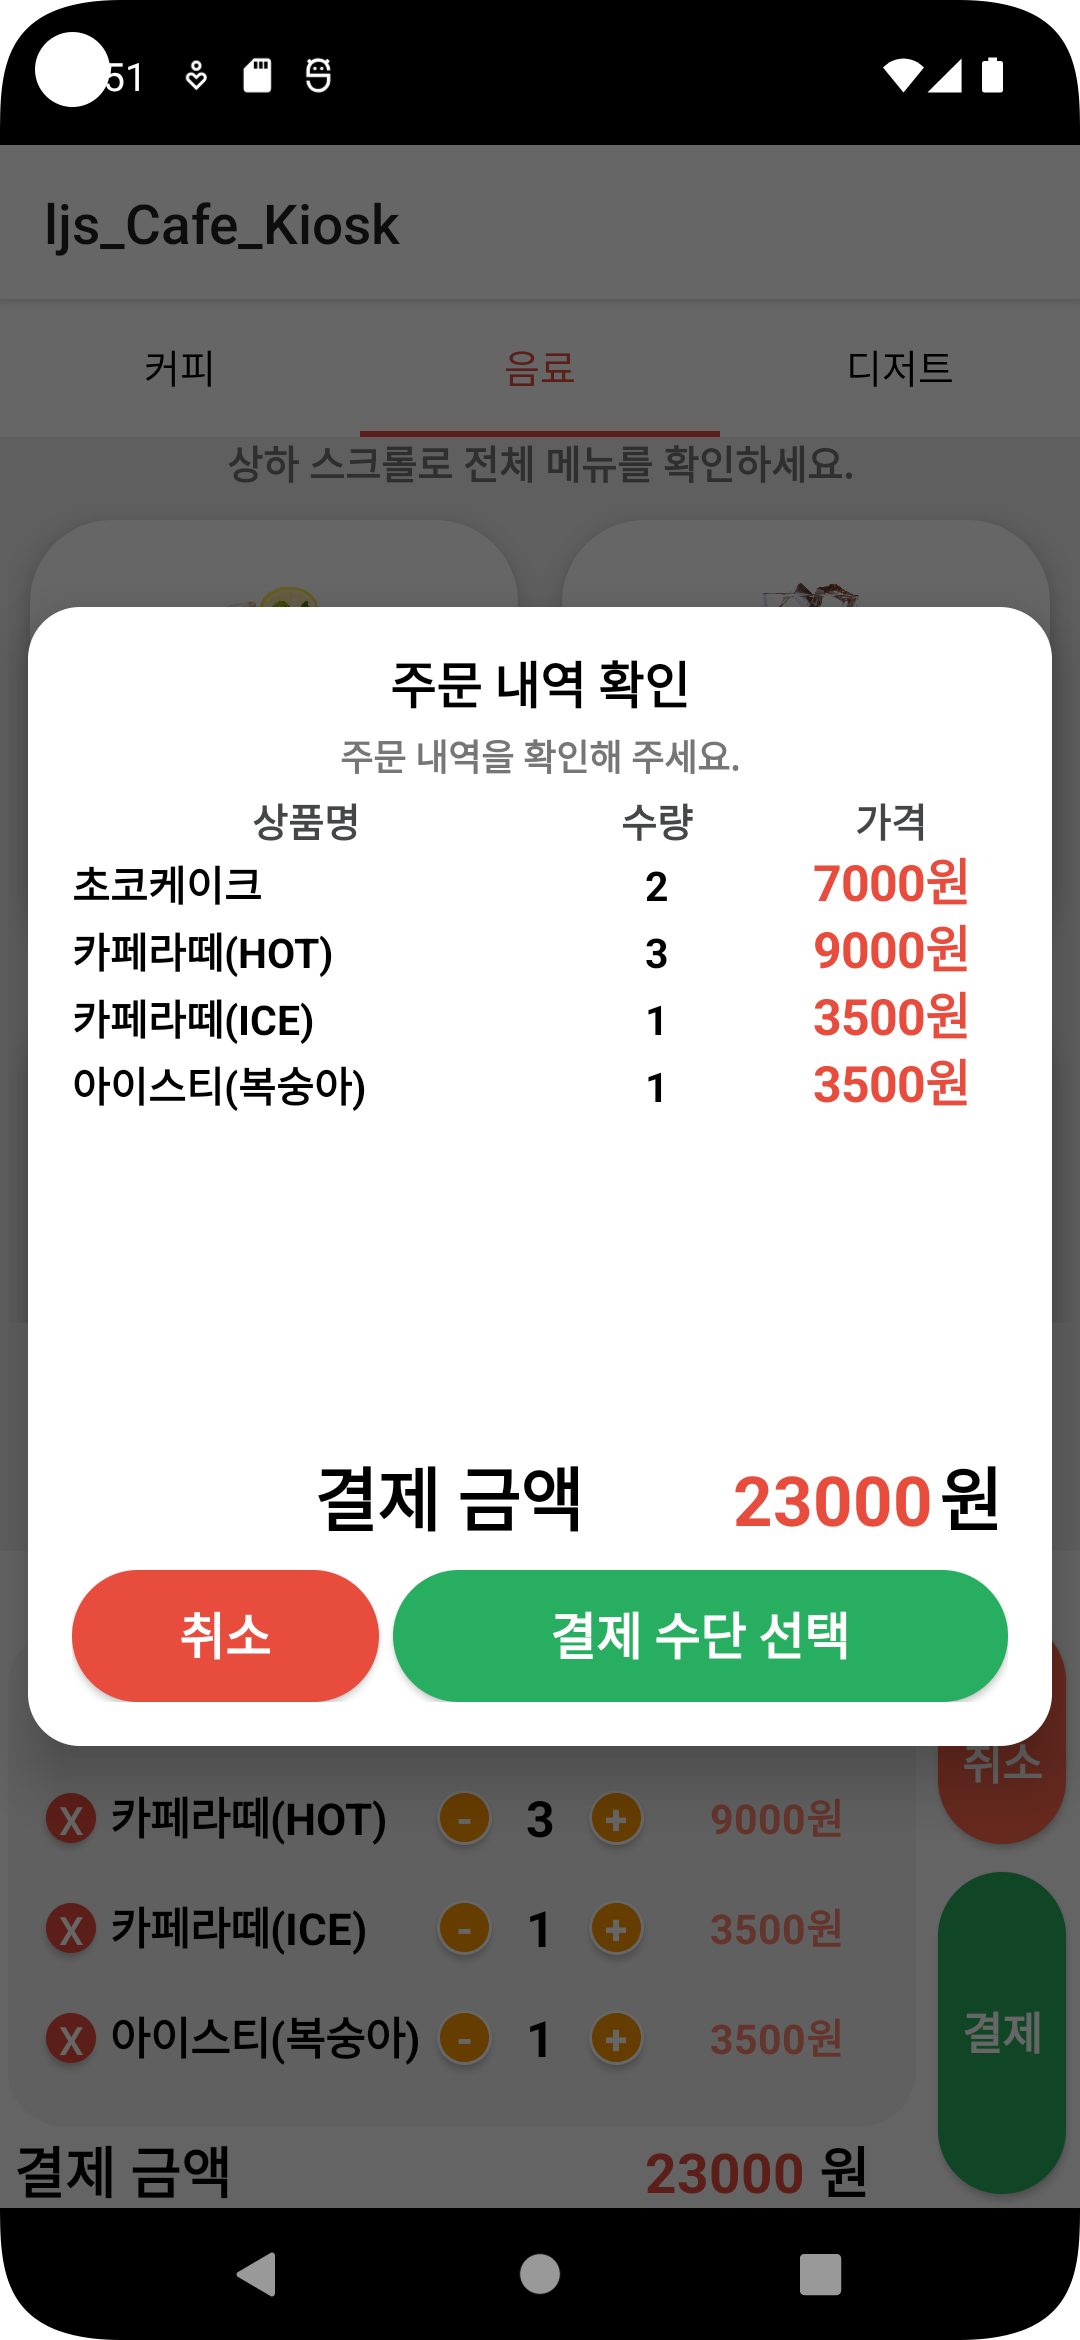 51
ljs_Cafe_Kiosk
커피 음료 디저트
상하 스크롤로 전체 메뉴를 확인하세요.
주문 내역 확인
주문 내역을 확인해 주세요.
상품명 수량 가격
초코케이크 2 7000원
카페라떼(HOT) 3 9000원
카페라떼(ICE) 1 3500원
아이스티(복숭아) 1 3500원
결제 금액 23000 원
취소 결제 수단 선택
취소
X 카페라떼(HOT) - 3 + 9000원
X 카페라떼(ICE) - 1 + 3500원
X 아이스티(복숭아) - 1 + 3500원
결제
결제 금액 23000 원